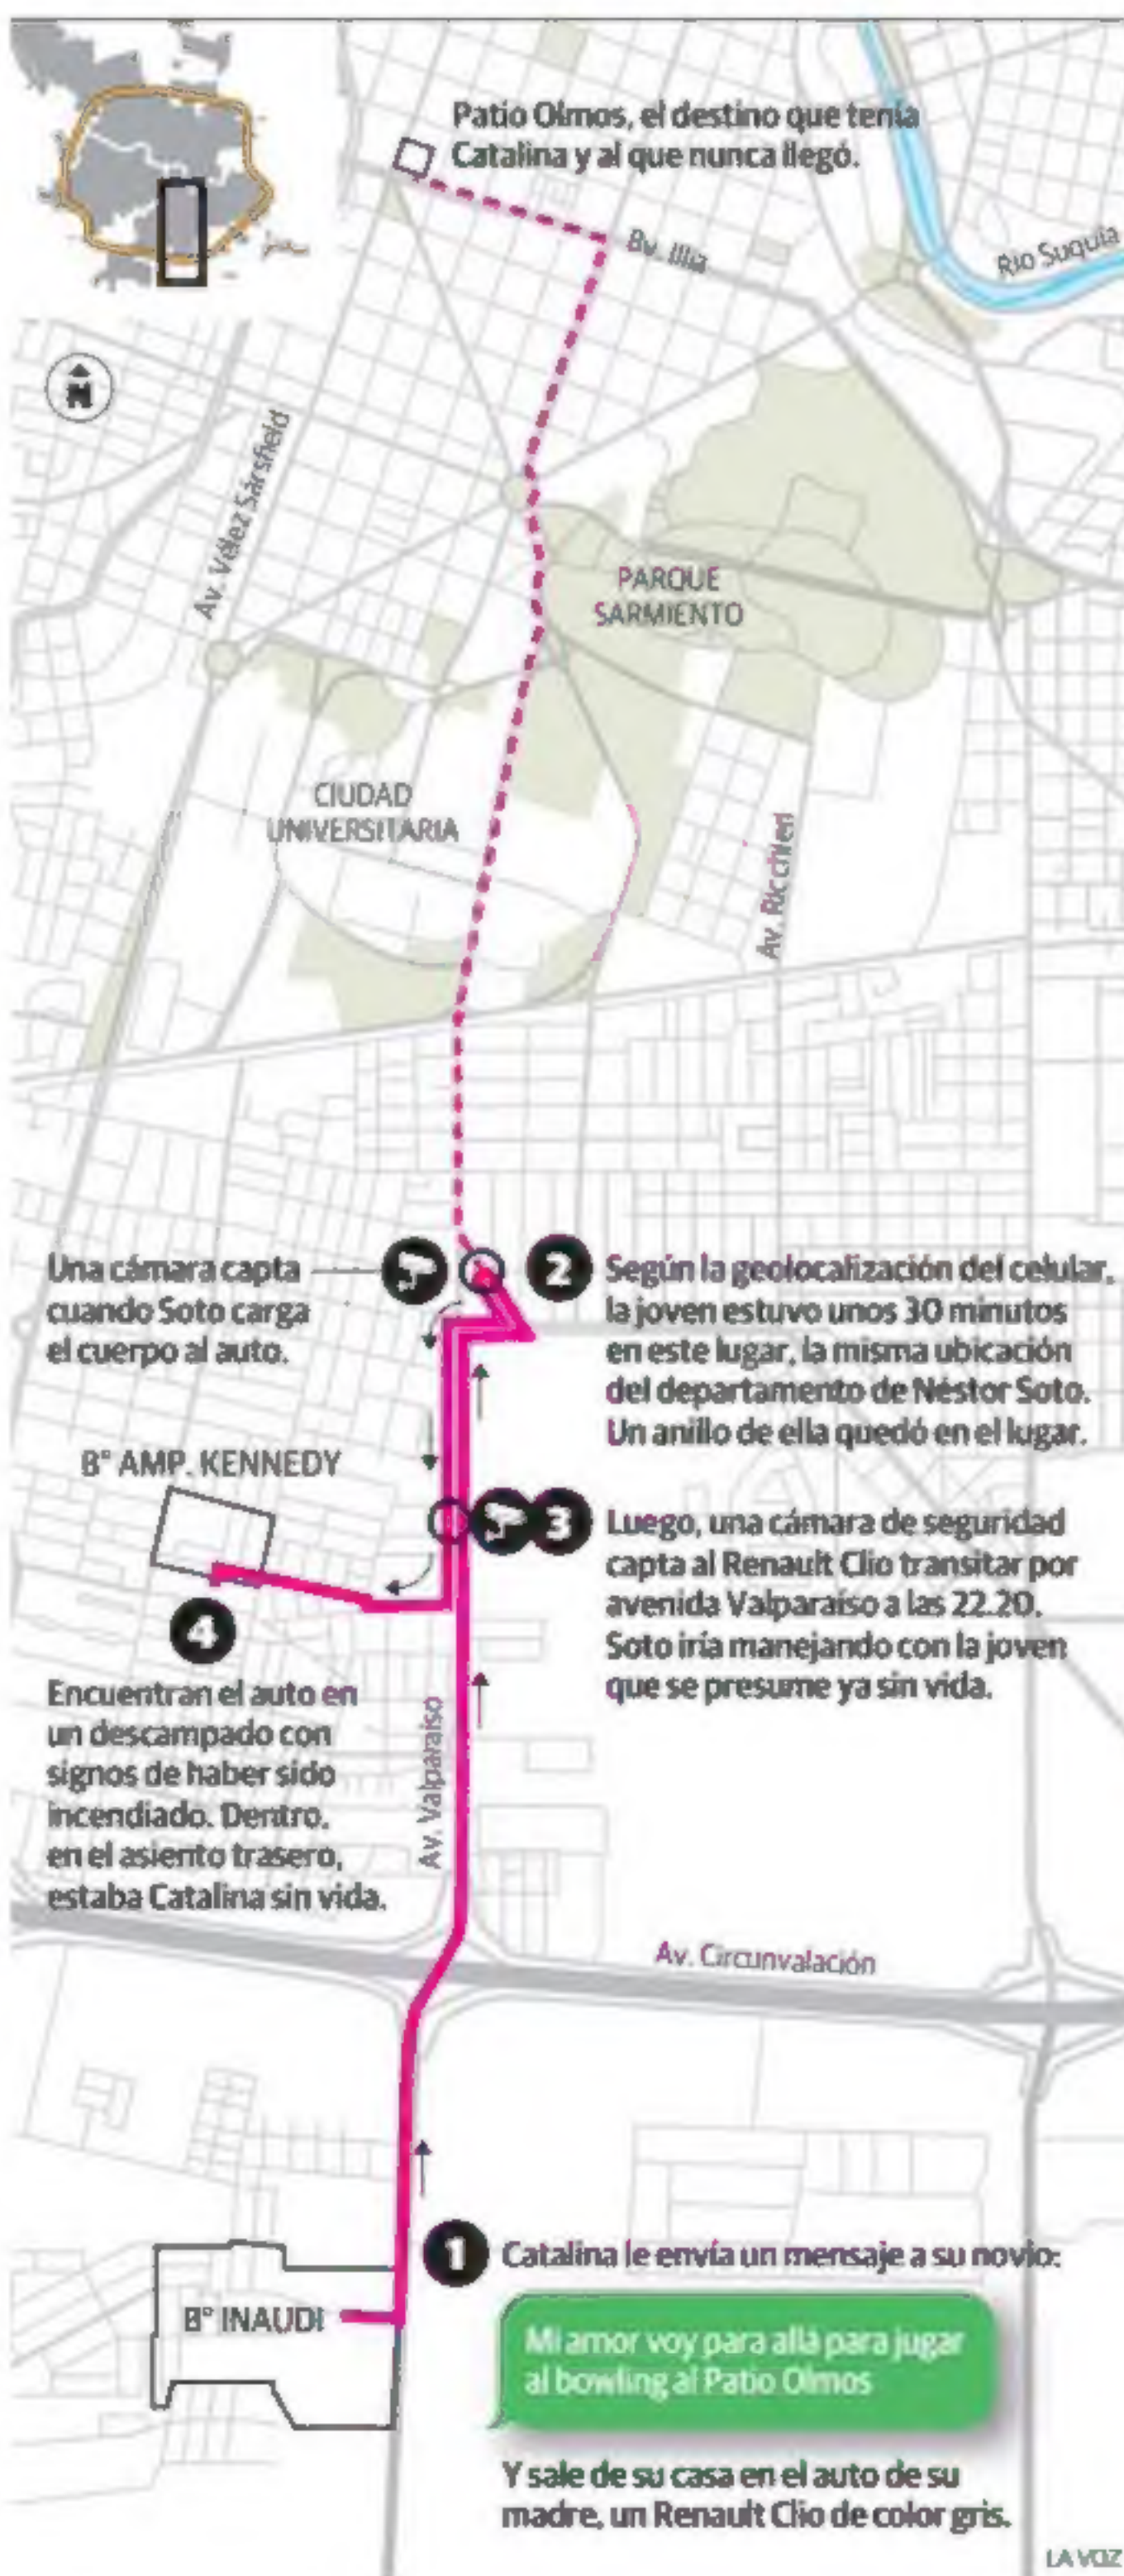 Patio Olmos, el destino que tenía
Catalina y al que nunca llegó.
Bv. Illia
Río Suquía
N
Av. Vélez Sársfield
PARQUE
SARMIENTO
CIUDAD
UNIVERSITARIA
Av. Ricchieri
Una cámara capta
cuando Soto carga
el cuerpo al auto.
2
Según la geolocalización del celular,
la joven estuvo unos 30 minutos
en este lugar, la misma ubicación
del departamento de Néstor Soto.
Un anillo de ella quedó en el lugar.
B° AMP. KENNEDY
3
Luego, una cámara de seguridad
capta al Renault Clio transitar por
avenida Valparaíso a las 22.20.
Soto iría manejando con la joven
que se presume ya sin vida.
4
Encuentran el auto en
un descampado con
signos de haber sido
incendiado. Dentro,
en el asiento trasero,
estaba Catalina sin vida.
Av. Valparaíso
Av. Circunvalación
1
Catalina le envía un mensaje a su novio:
B° INAUDI
Mi amor voy para allá para jugar
al bowling al Patio Olmos
Y sale de su casa en el auto de su
madre, un Renault Clio de color gris.
LA VOZ